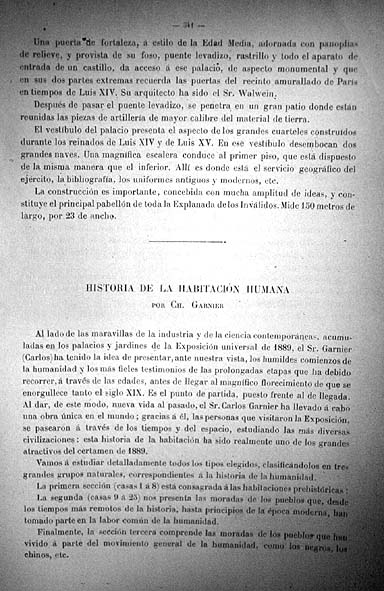 — 341 —
Una puerta de fortaleza, á estilo de la Edad Media, adornada con panoplias
de relieve, y provista de su foso, puente levadizo, rastrillo y todo el aparato de
entrada de un castillo, da acceso á ese palacio, de aspecto monumental y que
en sus dos partes extremas recuerda las puertas del recinto amurallado de París
en tiempos de Luis XIV. Su arquitecto ha sido el Sr. Walwein.
Después de pasar el puente levadizo, se penetra en un gran patio donde están
reunidas las piezas de artillería de mayor calibre del material de tierra.
El vestíbulo del palacio presenta el aspecto de los grandes cuarteles construídos
durante los reinados de Luis XIV y de Luis XV. En ese vestíbulo desembocan dos
grandes naves. Una magnífica escalera conduce al primer piso, que está dispuesto
de la misma manera que el inferior. Allí es donde está el servicio geográfico del
ejército, la bibliografía, los uniformes antiguos y modernos, etc.
La construcción es importante, concebida con mucha amplitud de ideas, y cons-
tituye el principal pabellón de toda la Explanada de los Inválidos. Mide 150 metros de
largo, por 23 de ancho.
HISTORIA DE LA HABITACIÓN HUMANA
POR CH. GARNIER
Al lado de las maravillas de la industria y de la ciencia contemporáneas, acumu-
ladas en los palacios y jardines de la Exposición universal de 1889, el Sr. Garnier
(Carlos) ha tenido la idea de presentar, ante nuestra vista, los humildes comienzos de
la humanidad y los más fieles testimonios de las prolongadas etapas que ha debido
recorrer, á través de las edades, antes de llegar al magnífico florecimiento de que se
enorgullece tanto el siglo XIX. Es el punto de partida, puesto frente al de llegada.
Al dar, de este modo, nueva vida al pasado, el Sr. Carlos Garnier ha llevado á cabo
una obra única en el mundo; gracias á él, las personas que visitaron la Exposición,
se pasearon á través de los tiempos y del espacio, estudiando las más diversas
civilizaciones: esta historia de la habitación ha sido realmente uno de los grandes
atractivos del certamen de 1889.
Vamos á estudiar detalladamente todos los tipos elegidos, clasificándolos en tres
grandes grupos naturales, correspondientes á la historia de la humanidad.
La primera sección (casas 1 á 8) está consagrada á las habitaciones prehistóricas;
La segunda (casas 9 á 25) nos presenta las moradas de los pueblos que, desde
los tiempos más remotos de la historia, hasta principios de la época moderna, han
tomado parte en la labor común de la humanidad.
Finalmente, la sección tercera comprende las moradas de los pueblos que han
vivido á parte del movimiento general de la humanidad, como los negros, los
chinos, etc.